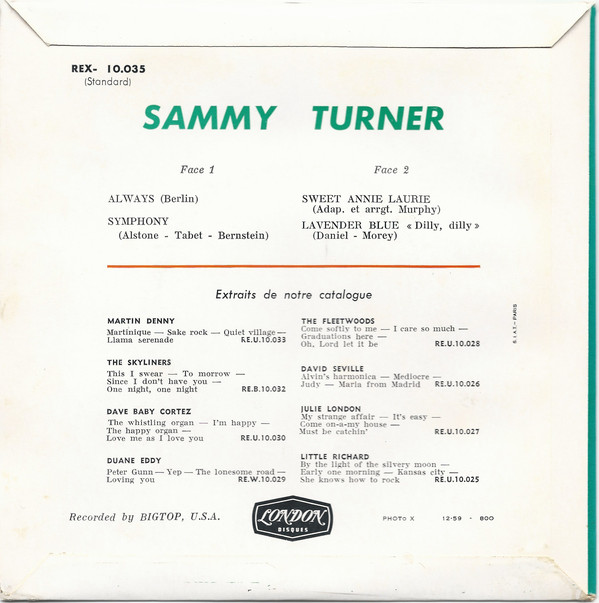 REX- 10.035
(Standard)
SAMMY TURNER
Face 1
ALWAYS (Berlin)
SYMPHONY
(Alstone - Tabet - Bernstein)
Face 2
SWEET ANNIE LAURIE
(Adap. et arrgt. Murphy)
LAVENDER BLUE « Dilly, dilly »
(Daniel - Morey)
Extraits de notre catalogue
MARTIN DENNY
Martinique — Sake rock — Quiet village —
Llama serenade RE.U.10.033
THE SKYLINERS
This I swear — To morrow —
Since I don't have you —
One night, one night RE.B.10.032
DAVE BABY CORTEZ
The whistling organ — I'm happy —
The happy organ —
Love me as I love you RE.U.10.030
DUANE EDDY
Peter Gunn — Yep — The lonesome road —
Loving you RE.W.10.029
THE FLEETWOODS
Come softly to me — I care so much —
Graduations here —
Oh, Lord let it be RE.U.10.028
DAVID SEVILLE
Alvin's harmonica — Mediocre —
Judy — Maria from Madrid RE.U.10.026
JULIE LONDON
My strange affair — It's easy —
Come on-a-my house —
Must be catchin' RE.U.10.027
LITTLE RICHARD
By the light of the silvery moon —
Early one morning — Kansas city —
She knows how to rock RE.U.10.025
S.I.A.T. - PARIS
Recorded by BIGTOP, U.S.A.
LONDON
DISQUES
PHOTO X 12-59 - 800